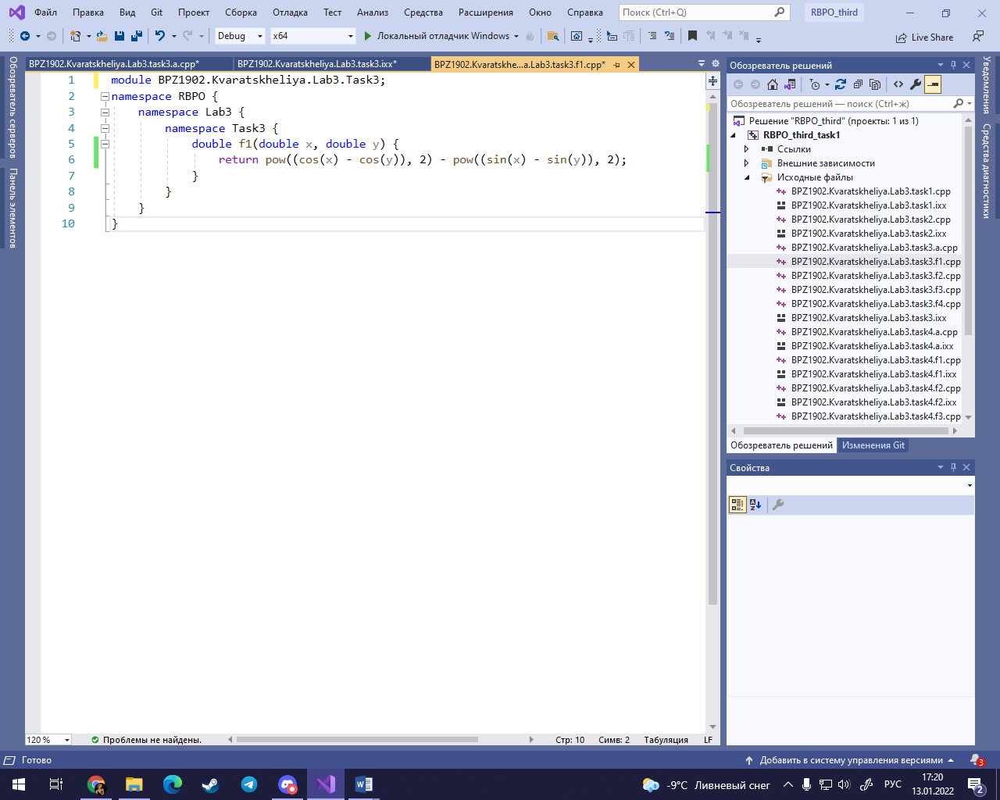 Файл Правка Вид Git Проект Сборка Отладка Тест Анализ Средства Расширения Окно Справка Поиск (Ctrl+Q) RBPO_third
Debug x64 Локальный отладчик Windows Live Share
Обозреватель серверов
Панель элементов
BPZ1902.Kvaratskheliya.Lab3.task3.a.cpp* BPZ1902.Kvaratskheliya.Lab3.task3.ixx* BPZ1902.Kvaratskhe...a.Lab3.task3.f1.cpp*
1 module BPZ1902.Kvaratskheliya.Lab3.Task3;
2 namespace RBPO {
3 namespace Lab3 {
4 namespace Task3 {
5 double f1(double x, double y) {
6 return pow((cos(x) - cos(y)), 2) - pow((sin(x) - sin(y)), 2);
7 }
8 }
9 }
10 }
120 % Проблемы не найдены. Стр: 10 Симв: 2 Табуляция LF
Обозреватель решений
Обозреватель решений — поиск (Ctrl+ж)
Решение "RBPO_third" (проекты: 1 из 1)
RBPO_third_task1
Ссылки
Внешние зависимости
Исходные файлы
BPZ1902.Kvaratskheliya.Lab3.task1.cpp
BPZ1902.Kvaratskheliya.Lab3.task1.ixx
BPZ1902.Kvaratskheliya.Lab3.task2.cpp
BPZ1902.Kvaratskheliya.Lab3.task2.ixx
BPZ1902.Kvaratskheliya.Lab3.task3.a.cpp
BPZ1902.Kvaratskheliya.Lab3.task3.f1.cpp
BPZ1902.Kvaratskheliya.Lab3.task3.f2.cpp
BPZ1902.Kvaratskheliya.Lab3.task3.f3.cpp
BPZ1902.Kvaratskheliya.Lab3.task3.f4.cpp
BPZ1902.Kvaratskheliya.Lab3.task3.ixx
BPZ1902.Kvaratskheliya.Lab3.task4.a.cpp
BPZ1902.Kvaratskheliya.Lab3.task4.a.ixx
BPZ1902.Kvaratskheliya.Lab3.task4.f1.cpp
BPZ1902.Kvaratskheliya.Lab3.task4.f1.ixx
BPZ1902.Kvaratskheliya.Lab3.task4.f2.cpp
BPZ1902.Kvaratskheliya.Lab3.task4.f2.ixx
BPZ1902.Kvaratskheliya.Lab3.task4.f3.cpp
Обозреватель решений Изменения Git
Свойства
Уведомления
Средства диагностики
Готово Добавить в систему управления версиями 3
-9°C Ливневый снег РУС 17:20
13.01.2022 2